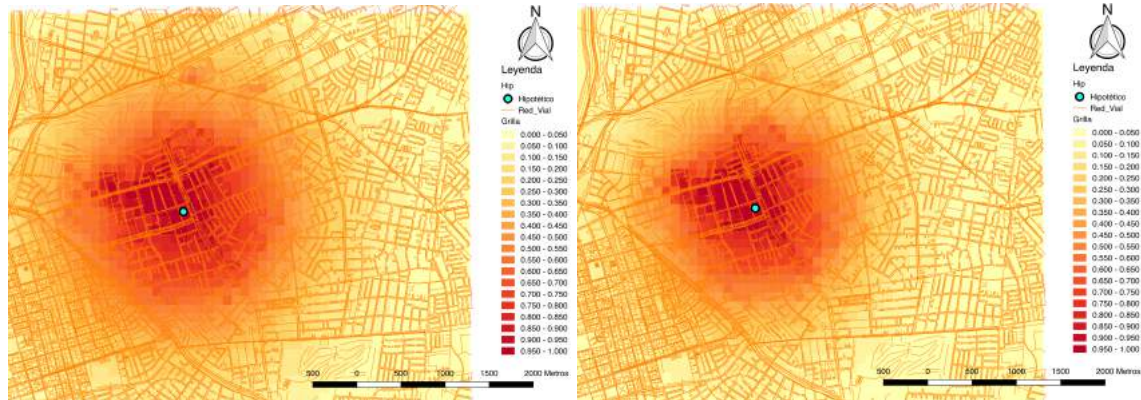 N
Leyenda
Hip
Hipotético
Red_Vial
Grilla
0.000 - 0.050
0.050 - 0.100
0.100 - 0.150
0.150 - 0.200
0.200 - 0.250
0.250 - 0.300
0.300 - 0.350
0.350 - 0.400
0.400 - 0.450
0.450 - 0.500
0.500 - 0.550
0.550 - 0.600
0.600 - 0.650
0.650 - 0.700
0.700 - 0.750
0.750 - 0.800
0.800 - 0.850
0.850 - 0.900
0.900 - 0.950
0.950 - 1.000
500 0 500 1000 1500 2000 Metros
N
Leyenda
Hip
Hipotético
Red_Vial
Grilla
0.000 - 0.050
0.050 - 0.100
0.100 - 0.150
0.150 - 0.200
0.200 - 0.250
0.250 - 0.300
0.300 - 0.350
0.350 - 0.400
0.400 - 0.450
0.450 - 0.500
0.500 - 0.550
0.550 - 0.600
0.600 - 0.650
0.650 - 0.700
0.700 - 0.750
0.750 - 0.800
0.800 - 0.850
0.850 - 0.900
0.900 - 0.950
0.950 - 1.000
500 0 500 1000 1500 2000 Metros